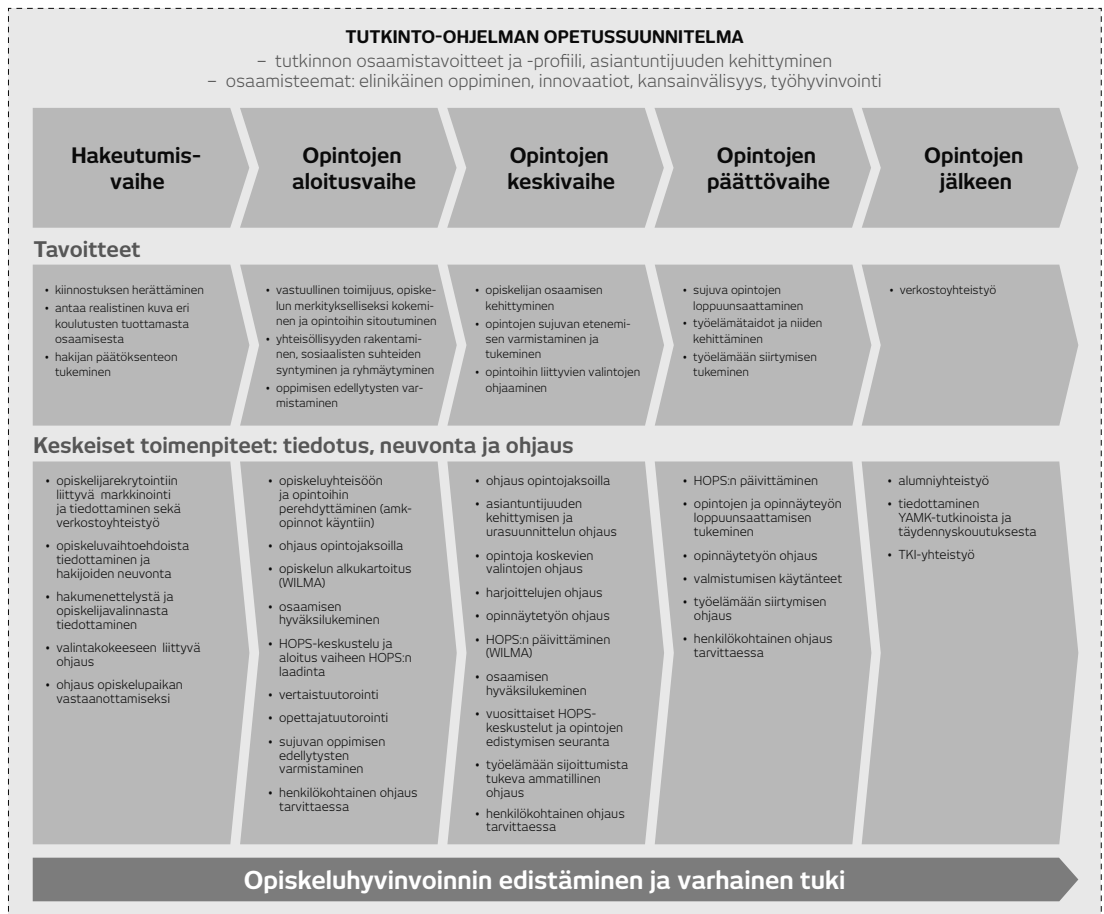 TUTKINTO-OHJELMAN OPETUSSUUNNITELMA
– tutkinnon osaamistavoitteet ja -profiili, asiantuntijuuden kehittyminen
– osaamisteemat: elinikäinen oppiminen, innovaatiot, kansainvälisyys, työhyvinvointi
Hakeutumis-
vaihe
Opintojen
aloitusvaihe
Opintojen
keskivaihe
Opintojen
päättövaihe
Opintojen
jälkeen
Tavoitteet
• kiinnostuksen herättäminen
• antaa realistinen kuva eri
koulutusten tuottamasta
osaamisesta
• hakijan päätöksenteon
tukeminen
• vastuullinen toimijuus, opiske-
lun merkitykselliseksi kokemi-
nen ja opintoihin sitoutuminen
• yhteisöllisyyden rakentami-
nen, sosiaalisten suhteiden
syntyminen ja ryhmäytyminen
• oppimisen edellytysten var-
mistaminen
• opiskelijan osaamisen
kehittyminen
• opintojen sujuvan etenemi-
sen varmistaminen ja
tukeminen
• opintoihin liittyvien valintojen
ohjaaminen
• sujuva opintojen
loppuunsaattaminen
• työelämätaidot ja niiden
kehittäminen
• työelämään siirtymisen
tukeminen
• verkostoyhteistyö
Keskeiset toimenpiteet: tiedotus, neuvonta ja ohjaus
• opiskelijarekrytointiin
liittyvä markkinointi
ja tiedottaminen sekä
verkostoyhteistyö
• opiskeluvaihtoehdoista
tiedottaminen ja
hakijoiden neuvonta
• hakumenettelystä ja
opiskelijavalinnasta
tiedottaminen
• valintakokeeseen liittyvä
ohjaus
• ohjaus opiskelupaikan
vastaanottamiseksi
• opiskeluyhteisöön
ja opintoihin
perehdyttäminen (amk-
opinnot käyntiin)
• ohjaus opintojaksoilla
• opiskelun alkukartoitus
(WILMA)
• osaamisen
hyväksilukeminen
• HOPS-keskustelu ja
aloitus vaiheen HOPS:n
laadinta
• vertaistuutorointi
• opettajatuutorointi
• sujuvan oppimisen
edellytysten
varmistaminen
• henkilökohtainen ohjaus
tarvittaessa
• ohjaus opintojaksoilla
• asiantuntijuuden
kehittymisen ja
urasuunnittelun ohjaus
• opintoja koskevien
valintojen ohjaus
• harjoittelujen ohjaus
• opinnäytetyön ohjaus
• HOPS:n päivittäminen
(WILMA)
• osaamisen
hyväksilukeminen
• vuosittaiset HOPS-
keskustelut ja opintojen
edistymisen seuranta
• työelämään sijoittumista
tukeva ammatillinen
ohjaus
• henkilökohtainen ohjaus
tarvittaessa
• HOPS:n päivittäminen
• opintojen ja opinnäyteyön
loppuunsaattamisen
tukeminen
• opinnäytetyön ohjaus
• valmistumisen käytänteet
• työelämään siirtymisen
ohjaus
• henkilökohtainen ohjaus
tarvittaessa
• alumniyhteistyö
• tiedottaminen
YAMK-tutkinoista ja
täydennyskouutuksesta
• TKI-yhteistyö
Opiskeluhyvinvoinnin edistäminen ja varhainen tuki